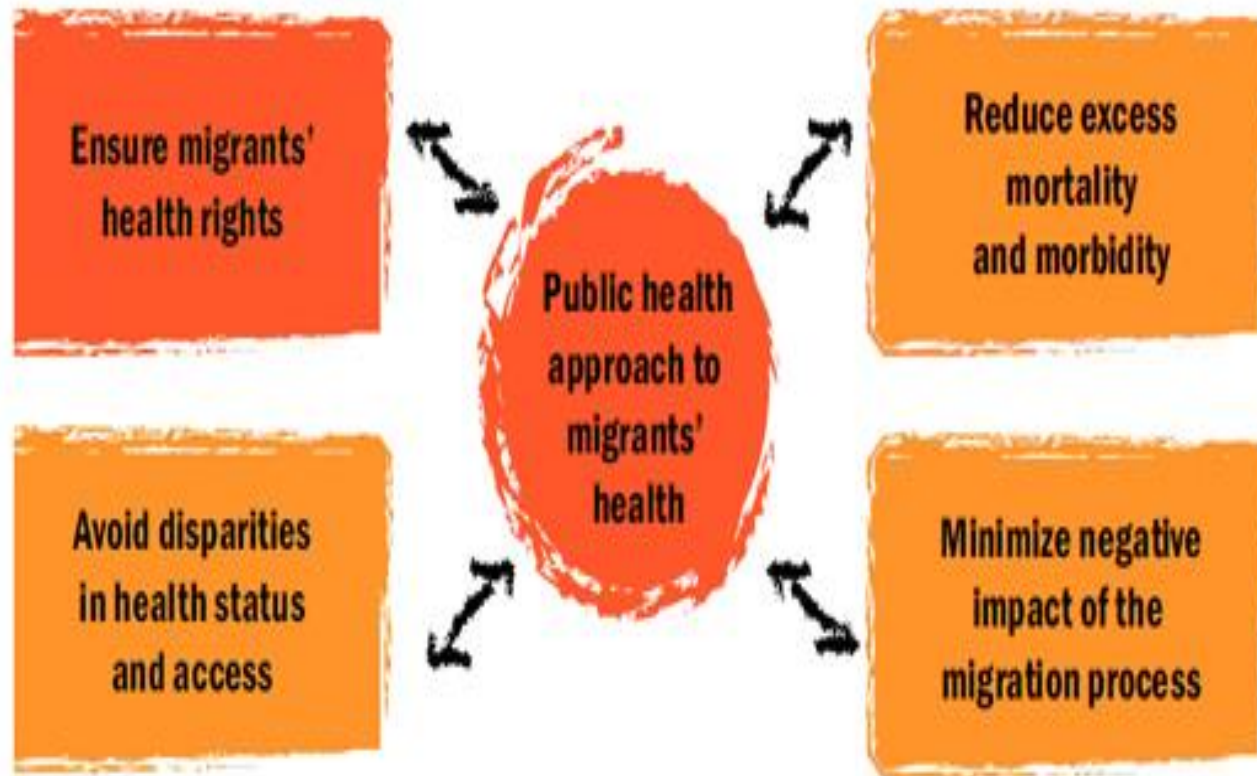 Ensure migrants'
health rights
Reduce excess
mortality
and morbidity
Public health
approach to
migrants'
health
Avoid disparities
in health status
and access
Minimize negative
impact of the
migration process